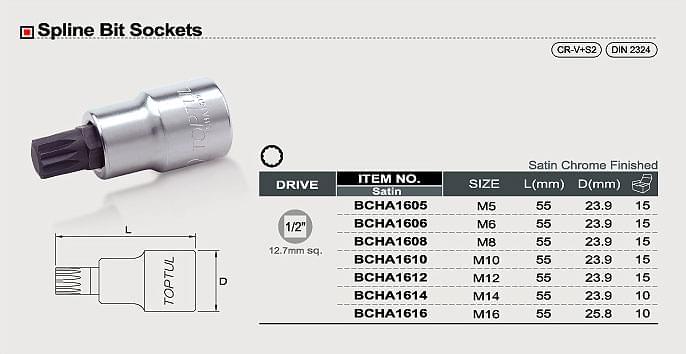 Spline Bit Sockets
CR-V+S2 DIN 2324
TOPTUL
Satin Chrome Finished
DRIVE ITEM NO. SIZE L(mm) D(mm)
Satin
1/2"
12.7mm sq.
BCHA1605 M5 55 23.9 15
BCHA1606 M6 55 23.9 15
BCHA1608 M8 55 23.9 15
BCHA1610 M10 55 23.9 15
BCHA1612 M12 55 23.9 15
BCHA1614 M14 55 23.9 10
BCHA1616 M16 55 25.8 10
L
D
TOPTUL